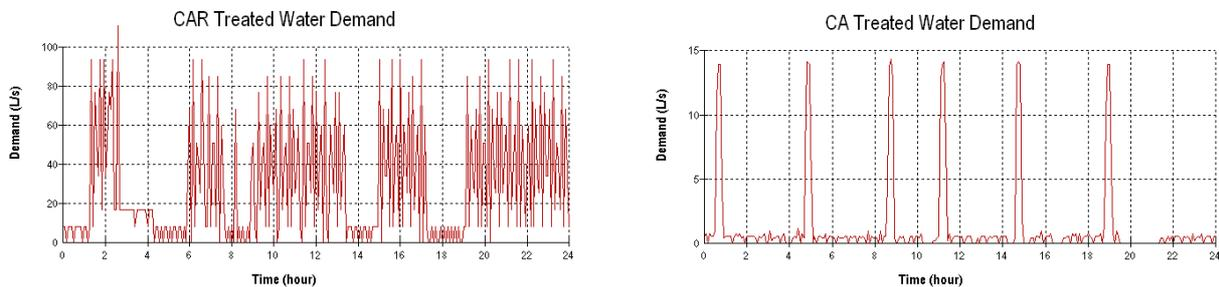 CAR Treated Water Demand
Demand (L/s)
100
80
60
40
20
0
0 2 4 6 8 10 12 14 16 18 20 22 24
Time (hour)
CA Treated Water Demand
Demand (L/s)
15
10
5
0
0 2 4 6 8 10 12 14 16 18 20 22 24
Time (hour)